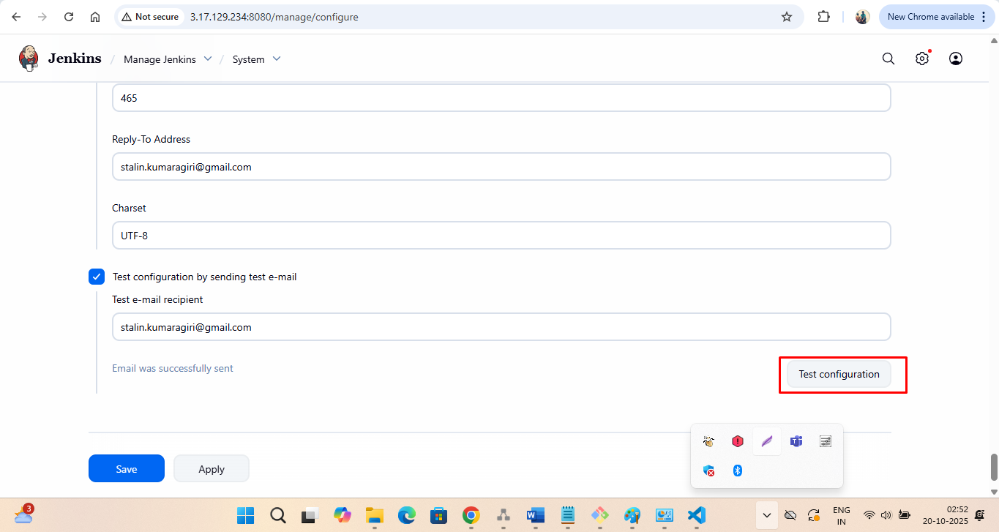 Not secure
3.17.129.234:8080/manage/configure
New Chrome available
Jenkins / Manage Jenkins / System
465
Reply-To Address
stalin.kumaragiri@gmail.com
Charset
UTF-8
Test configuration by sending test e-mail
Test e-mail recipient
stalin.kumaragiri@gmail.com
Email was successfully sent
Test configuration
Save
Apply
3
ENG
IN
02:52
20-10-2025